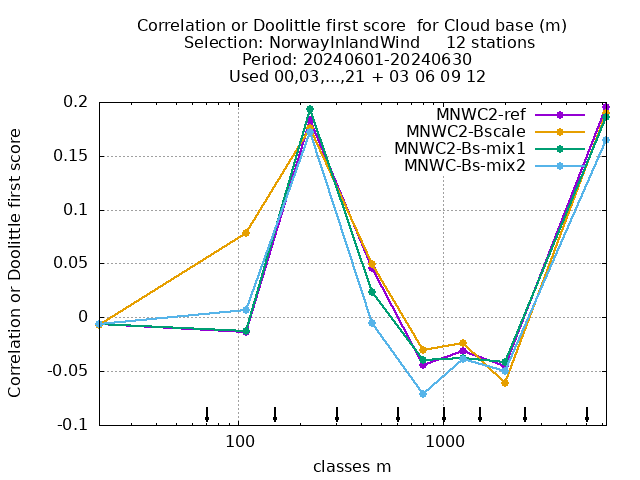 Correlation or Doolittle first score  for Cloud base (m)
Selection: NorwayInlandWind     12 stations
Period: 20240601-20240630
Used 00,03,...,21 + 03 06 09 12
Correlation or Doolittle first score
0.2
0.15
0.1
0.05
0
-0.05
-0.1
MNWC2-ref
MNWC2-Bscale
MNWC2-Bs-mix1
MNWC-Bs-mix2
100
1000
classes m